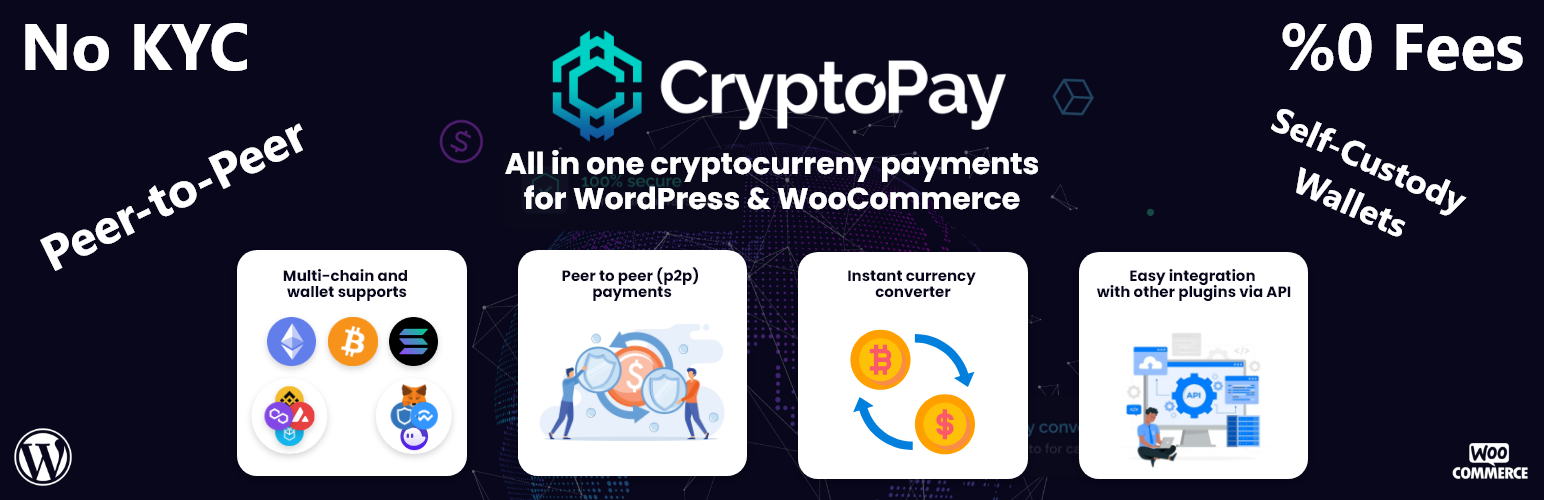 No KYC
%0 Fees
CryptoPay
Peer-to-Peer
Self-Custody
Wallets
All in one cryptocurreny payments
for WordPress & WooCommerce
100% secure
Multi-chain and
wallet supports
Peer to peer (p2p)
payments
Instant currency
converter
Easy integration
with other plugins via API
API
WOO
COMMERCE